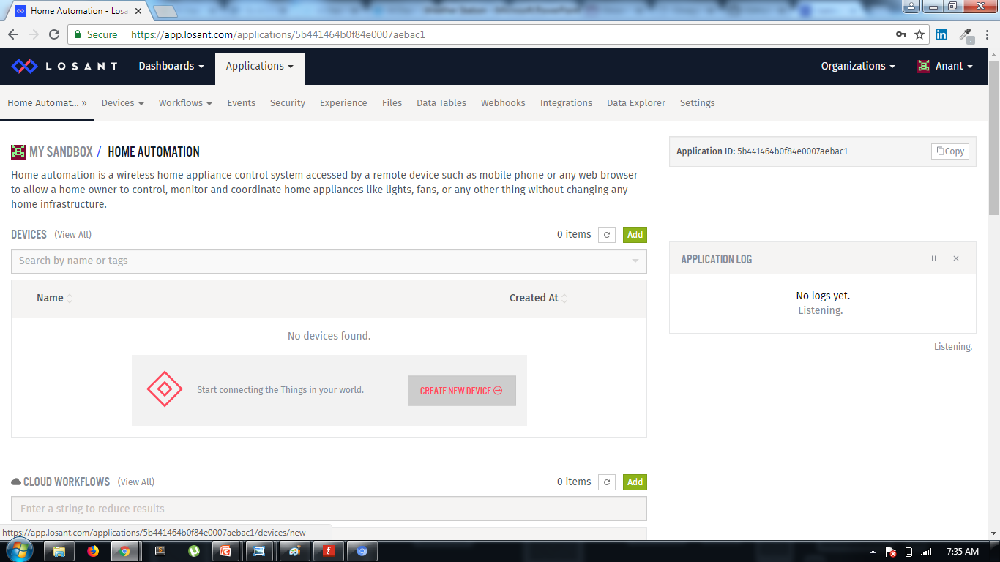 Home Automation - Losa
Secure
https://app.losant.com/applications/5b441464b0f84e0007aebac1
LOSANT
Dashboards
Applications
Organizations
Anant
Home Automat... »
Devices
Workflows
Events
Security
Experience
Files
Data Tables
Webhooks
Integrations
Data Explorer
Settings
MY SANDBOX / HOME AUTOMATION
Application ID: 5b441464b0f84e0007aebac1
Copy
Home automation is a wireless home appliance control system accessed by a remote device such as mobile phone or any web browser
to allow a home owner to control, monitor and coordinate home appliances like lights, fans, or any other thing without changing any
home infrastructure.
DEVICES (View All)
0 items
Add
Search by name or tags
Name
Created At
No devices found.
Start connecting the Things in your world.
CREATE NEW DEVICE
APPLICATION LOG
No logs yet.
Listening.
Listening.
CLOUD WORKFLOWS (View All)
0 items
Add
Enter a string to reduce results
https://app.losant.com/applications/5b441464b0f84e0007aebac1/devices/new
7:35 AM